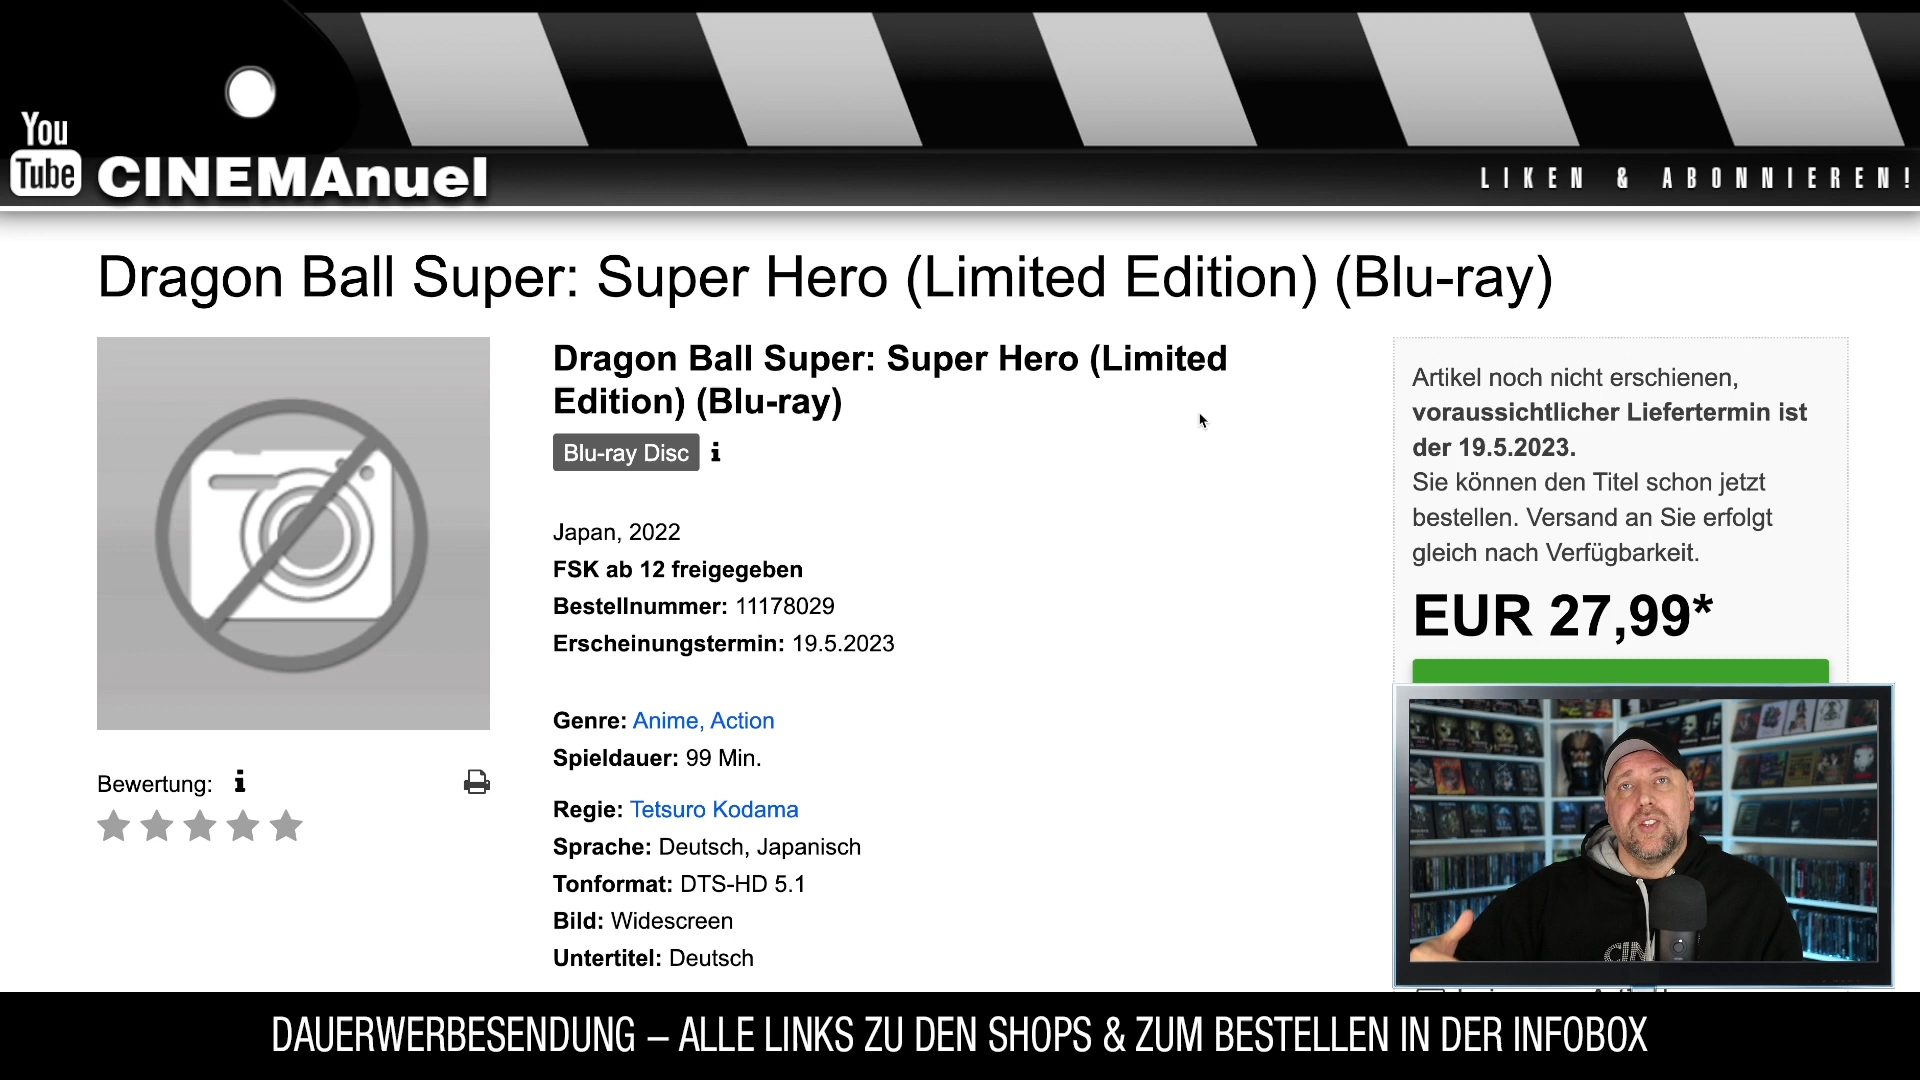 You
Tube
CINEMAnuel
LIKEN & ABONNIEREN!
Dragon Ball Super: Super Hero (Limited Edition) (Blu-ray)
Dragon Ball Super: Super Hero (Limited
Edition) (Blu-ray)
Blu-ray Disc
Japan, 2022
FSK ab 12 freigegeben
Bestellnummer: 11178029
Erscheinungstermin: 19.5.2023
Genre: Anime, Action
Spieldauer: 99 Min.
Regie: Tetsuro Kodama
Sprache: Deutsch, Japanisch
Tonformat: DTS-HD 5.1
Bild: Widescreen
Untertitel: Deutsch
Bewertung:
Artikel noch nicht erschienen,
voraussichtlicher Liefertermin ist
der 19.5.2023.
Sie können den Titel schon jetzt
bestellen. Versand an Sie erfolgt
gleich nach Verfügbarkeit.
EUR 27,99*
CIN
DAUERWERBESENDUNG – ALLE LINKS ZU DEN SHOPS & ZUM BESTELLEN IN DER INFOBOX